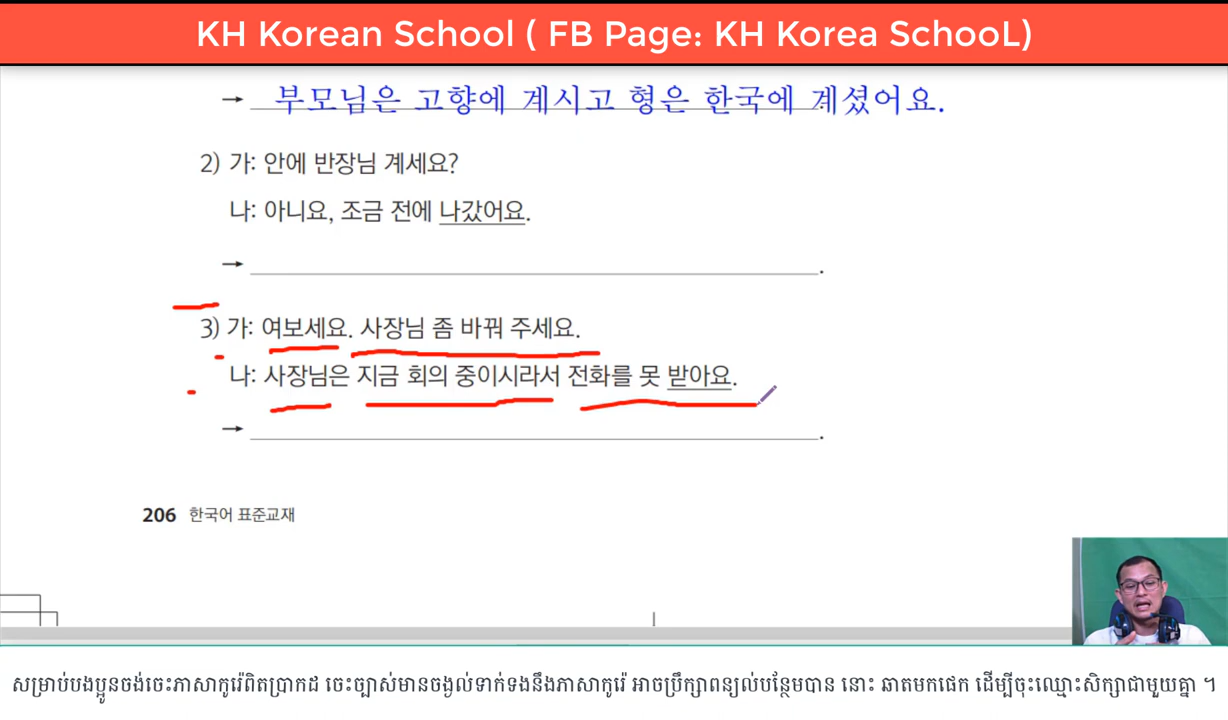 KH Korean School ( FB Page: KH Korea SchooL)
→ 부모님은 고향에 계시고 형은 한국에 계셨어요.
2) 가: 안에 반장님 계세요?
나: 아니요, 조금 전에 나갔어요.
→ .
3) 가: 여보세요. 사장님 좀 바꿔 주세요.
나: 사장님은 지금 회의 중이시라서 전화를 못 받아요.
→ .
206 한국어 표준교재
សម្រាប់បងប្អូនចង់ចេះភាសាកូរ៉េពិតប្រាកដ ចេះច្បាស់មានចង្ងល់ទាក់ទងនឹងភាសាកូរ៉េ អាចប្រឹក្សាពន្យល់បន្ថែមបាន នោះ ឆាតមកផេក ដើម្បីចុះឈ្មោះសិក្សាជាមួយគ្នា ។